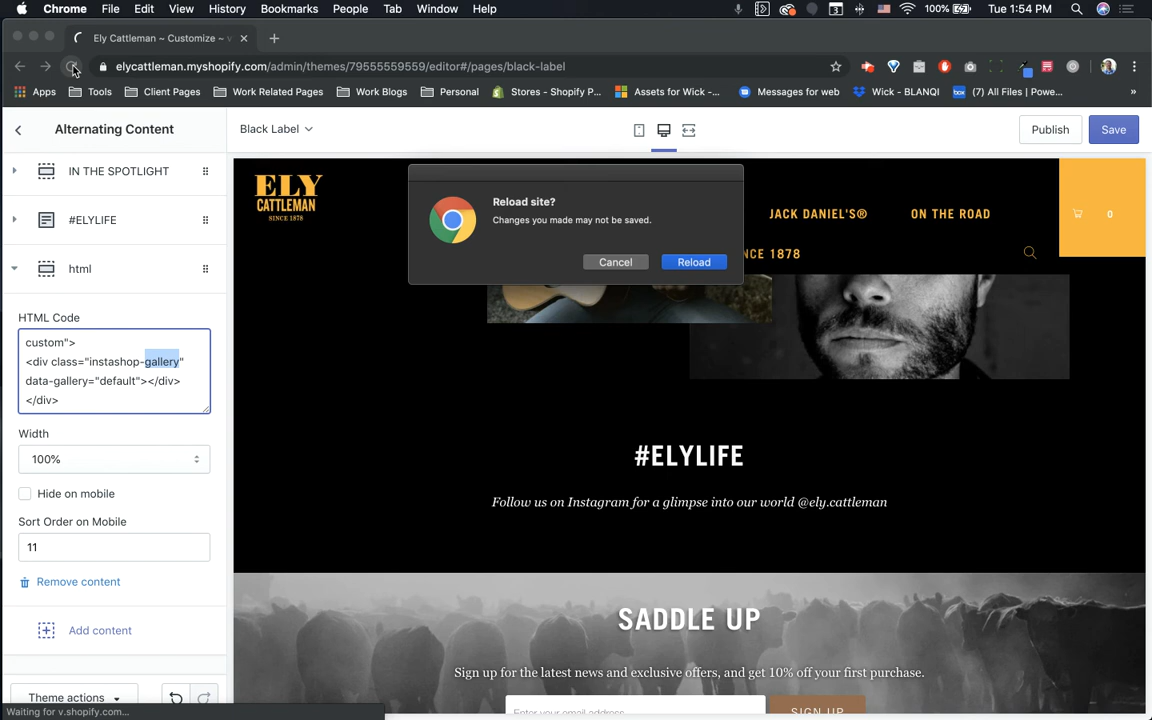 Chrome File Edit View History Bookmarks People Tab Window Help 3 100% Tue 1:54 PM
Ely Cattleman ~ Customize ~
elycattleman.myshopify.com/admin/themes/79555559559/editor#/pages/black-label
Apps Tools Client Pages Work Related Pages Work Blogs Personal Stores - Shopify P... Assets for Wick -... Messages for web Wick - BLANQI box (7) All Files | Powe... »
Alternating Content Black Label Publish Save
IN THE SPOTLIGHT
#ELYLIFE
html
HTML Code
custom">
<div class="instashop-gallery"
data-gallery="default"></div>
</div>
Width
100%
Hide on mobile
Sort Order on Mobile
11
Remove content
Add content
Theme actions
Waiting for v.shopify.com...
ELY
CATTLEMAN
SINCE 1878
JACK DANIEL'S® ON THE ROAD 0
NCE 1878
Reload site?
Changes you made may not be saved.
Cancel Reload
#ELYLIFE
Follow us on Instagram for a glimpse into our world @ely.cattleman
SADDLE UP
Sign up for the latest news and exclusive offers, and get 10% off your first purchase.
Enter your email address SIGN UP